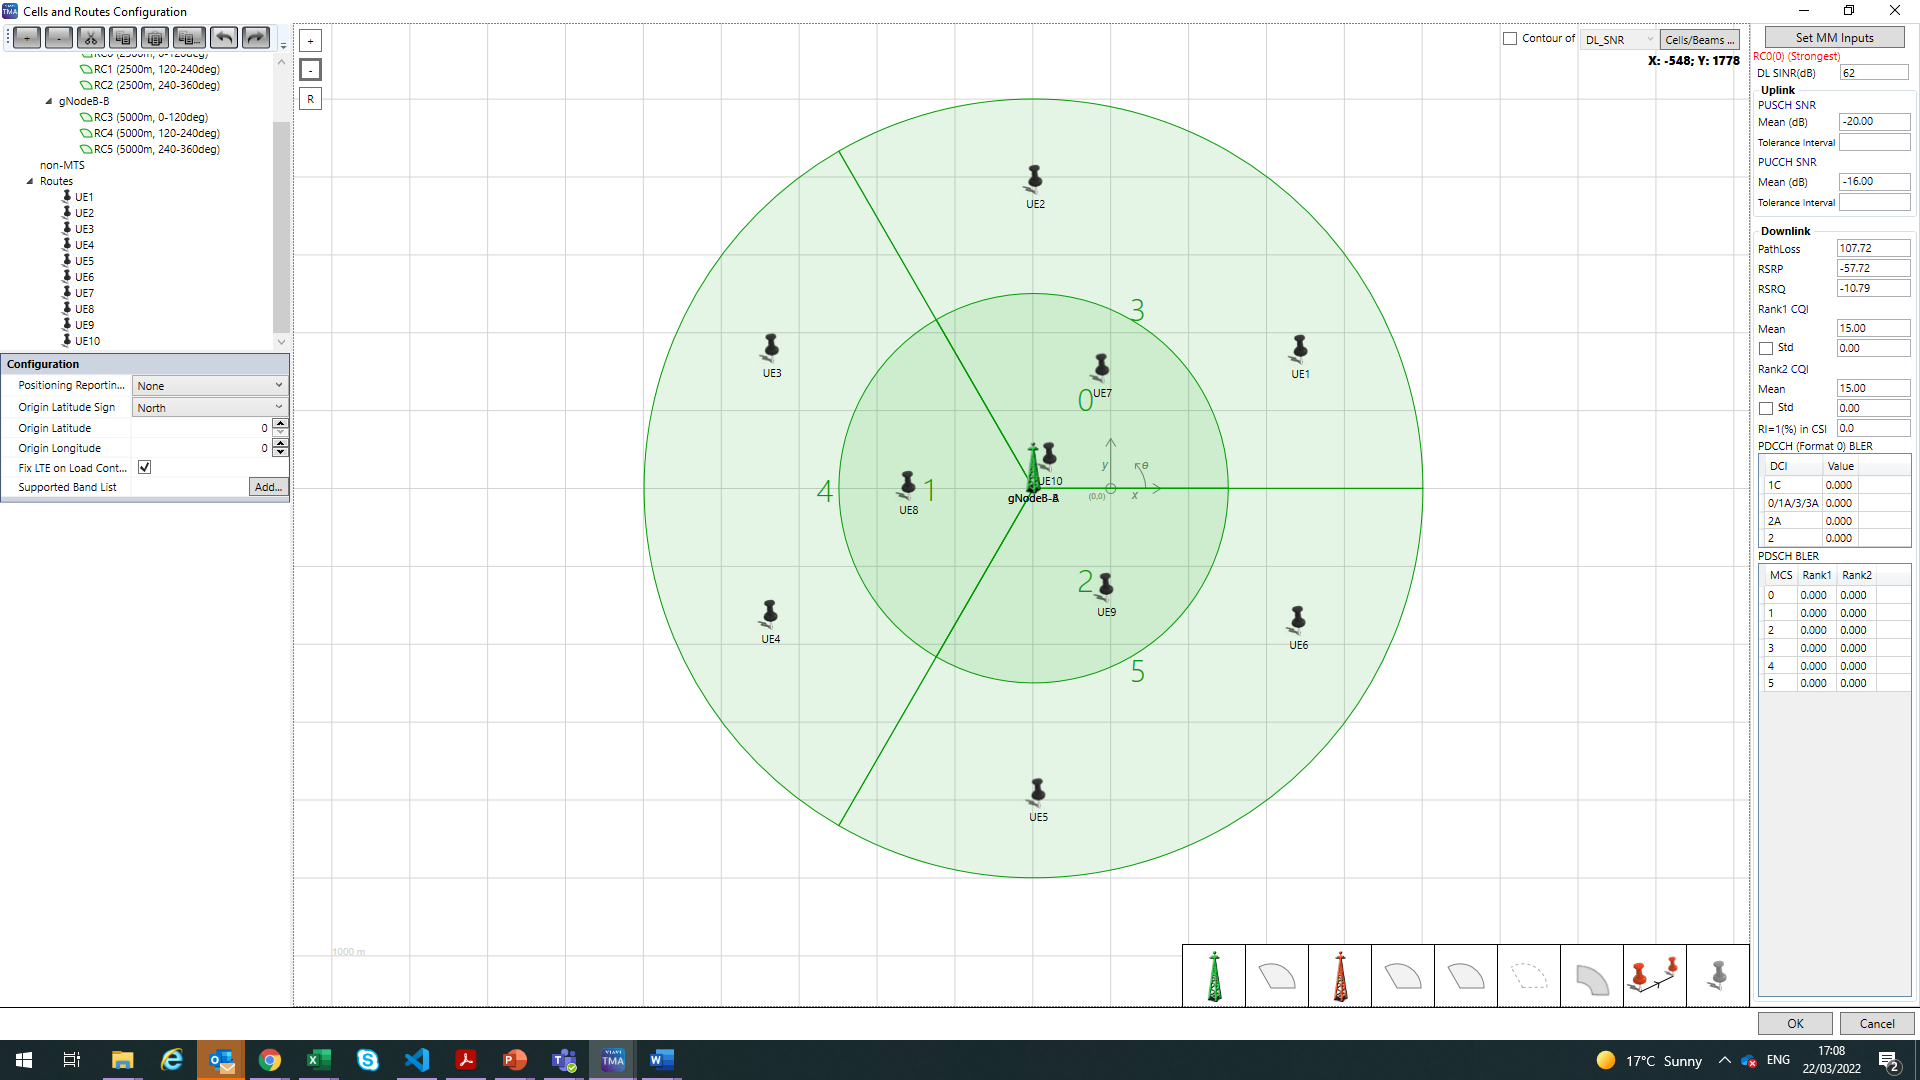 TMA Cells and Routes Configuration
RC1 (2500m, 120-240deg)
RC2 (2500m, 240-360deg)
gNodeB-B
RC3 (5000m, 0-120deg)
RC4 (5000m, 120-240deg)
RC5 (5000m, 240-360deg)
non-MTS
Routes
UE1
UE2
UE3
UE4
UE5
UE6
UE7
UE8
UE9
UE10
Configuration
Positioning Reportin... None
Origin Latitude Sign North
Origin Latitude 0
Origin Longitude 0
Fix LTE on Load Cont...
Supported Band List Add...
+
-
R
Contour of DL_SNR Cells/Beams ...
X: -548; Y: 1778
UE2
3
UE3
UE1
UE7
0
y
θ
UE10
4
1
(0,0)
x
UE8
2
UE9
UE4
UE6
5
UE5
1000 m
Set MM Inputs
RC0(0) (Strongest)
DL SINR(dB) 62
Uplink
PUSCH SNR
Mean (dB) -20.00
Tolerance Interval
PUCCH SNR
Mean (dB) -16.00
Tolerance Interval
Downlink
PathLoss 107.72
RSRP -57.72
RSRQ -10.79
Rank1 CQI
Mean 15.00
Std 0.00
Rank2 CQI
Mean 15.00
Std 0.00
RI=1(%) in CSI 0.0
PDCCH (Format 0) BLER
DCI Value
1C 0.000
0/1A/3/3A 0.000
2A 0.000
2 0.000
PDSCH BLER
MCS Rank1 Rank2
0 0.000 0.000
1 0.000 0.000
2 0.000 0.000
3 0.000 0.000
4 0.000 0.000
5 0.000 0.000
OK Cancel
VIAVI
TMA
17°C Sunny
ENG
17:08
22/03/2022
2